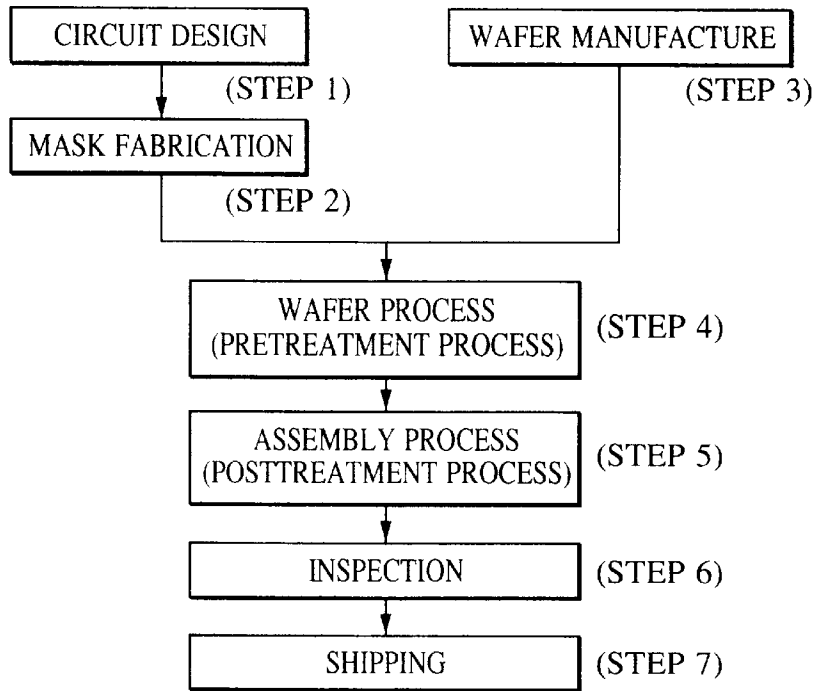 CIRCUIT DESIGN
(STEP 1)
MASK FABRICATION
(STEP 2)
WAFER MANUFACTURE
(STEP 3)
WAFER PROCESS
(PRETREATMENT PROCESS)
(STEP 4)
ASSEMBLY PROCESS
(POSTTREATMENT PROCESS)
(STEP 5)
INSPECTION
(STEP 6)
SHIPPING
(STEP 7)